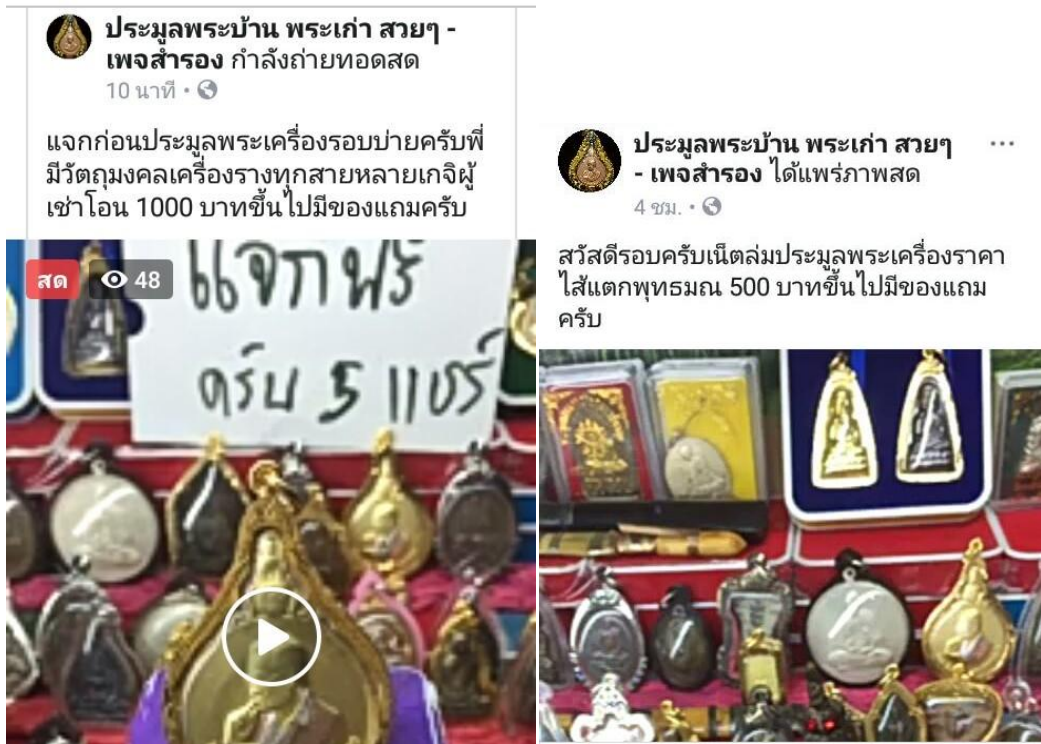 ประมูลพระบ้าน พระเก่า สวยๆ -
เพจสำรอง กำลังถ่ายทอดสด
10 นาที •
แจกก่อนประมูลพระเครื่องรอบบ่ายครับพี่
มีวัตถุมงคลเครื่องรางทุกสายหลายเกจิผู้
เช่าโอน 1000 บาทขึ้นไปมีของแถมครับ
สด 48
แจกฟรี
ครบ 5 แชร์
ประมูลพระบ้าน พระเก่า สวยๆ
- เพจสำรอง ได้แพร่ภาพสด
4 ชม. •
สวัสดีรอบครับเน็ตล่มประมูลพระเครื่องราคา
ไส้แตกพุทธมณ 500 บาทขึ้นไปมีของแถม
ครับ